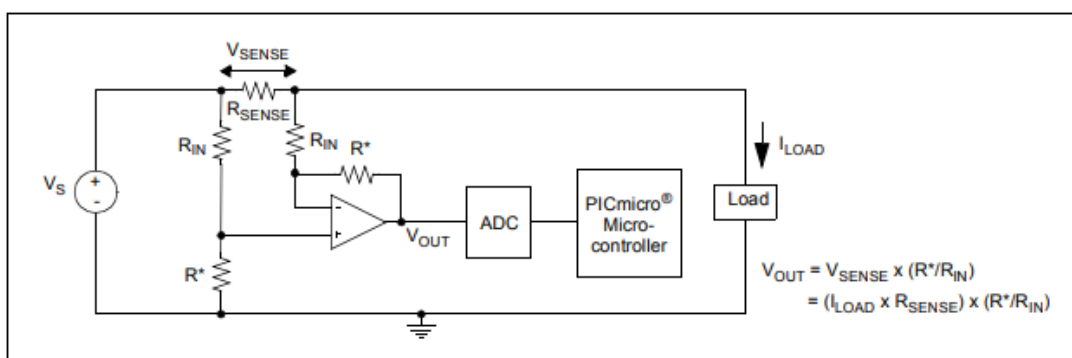 VSENSE
RSENSE
RIN
RIN
R*
ILOAD
VS
+
-
-
+
Load
ADC
PICmicro®
Micro-
controller
VOUT
R*
VOUT = VSENSE x (R*/RIN)
= (ILOAD x RSENSE) x (R*/RIN)